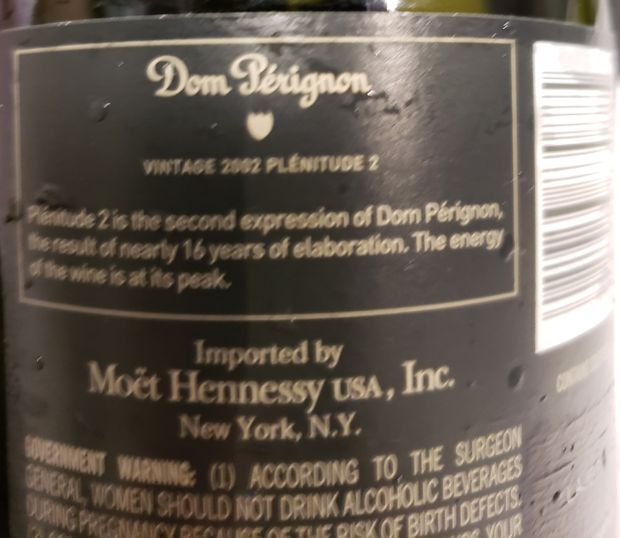 Dom Pérignon
VINTAGE 2002 PLÉNITUDE 2
Plénitude 2 is the second expression of Dom Pérignon,
the result of nearly 16 years of elaboration. The energy
of the wine is at its peak.
Imported by
Moët Hennessy USA, Inc.
New York, N.Y.
GOVERNMENT WARNING: (1) ACCORDING TO THE SURGEON
GENERAL, WOMEN SHOULD NOT DRINK ALCOHOLIC BEVERAGES
DURING PREGNANCY BECAUSE OF THE RISK OF BIRTH DEFECTS.
YOUR